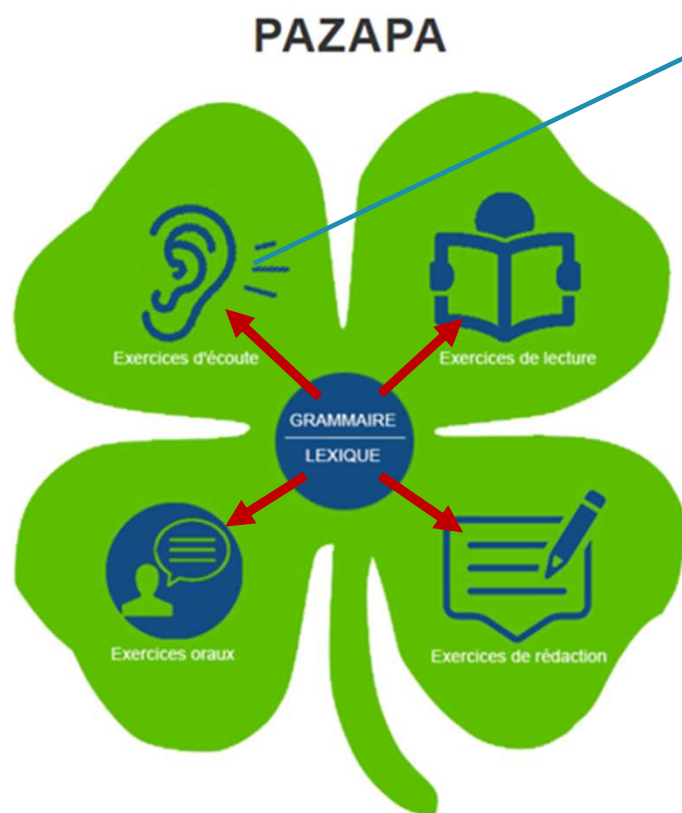 PAZAPA
Exercices d'écoute
Exercices de lecture
GRAMMAIRE
LEXIQUE
Exercices oraux
Exercices de rédaction